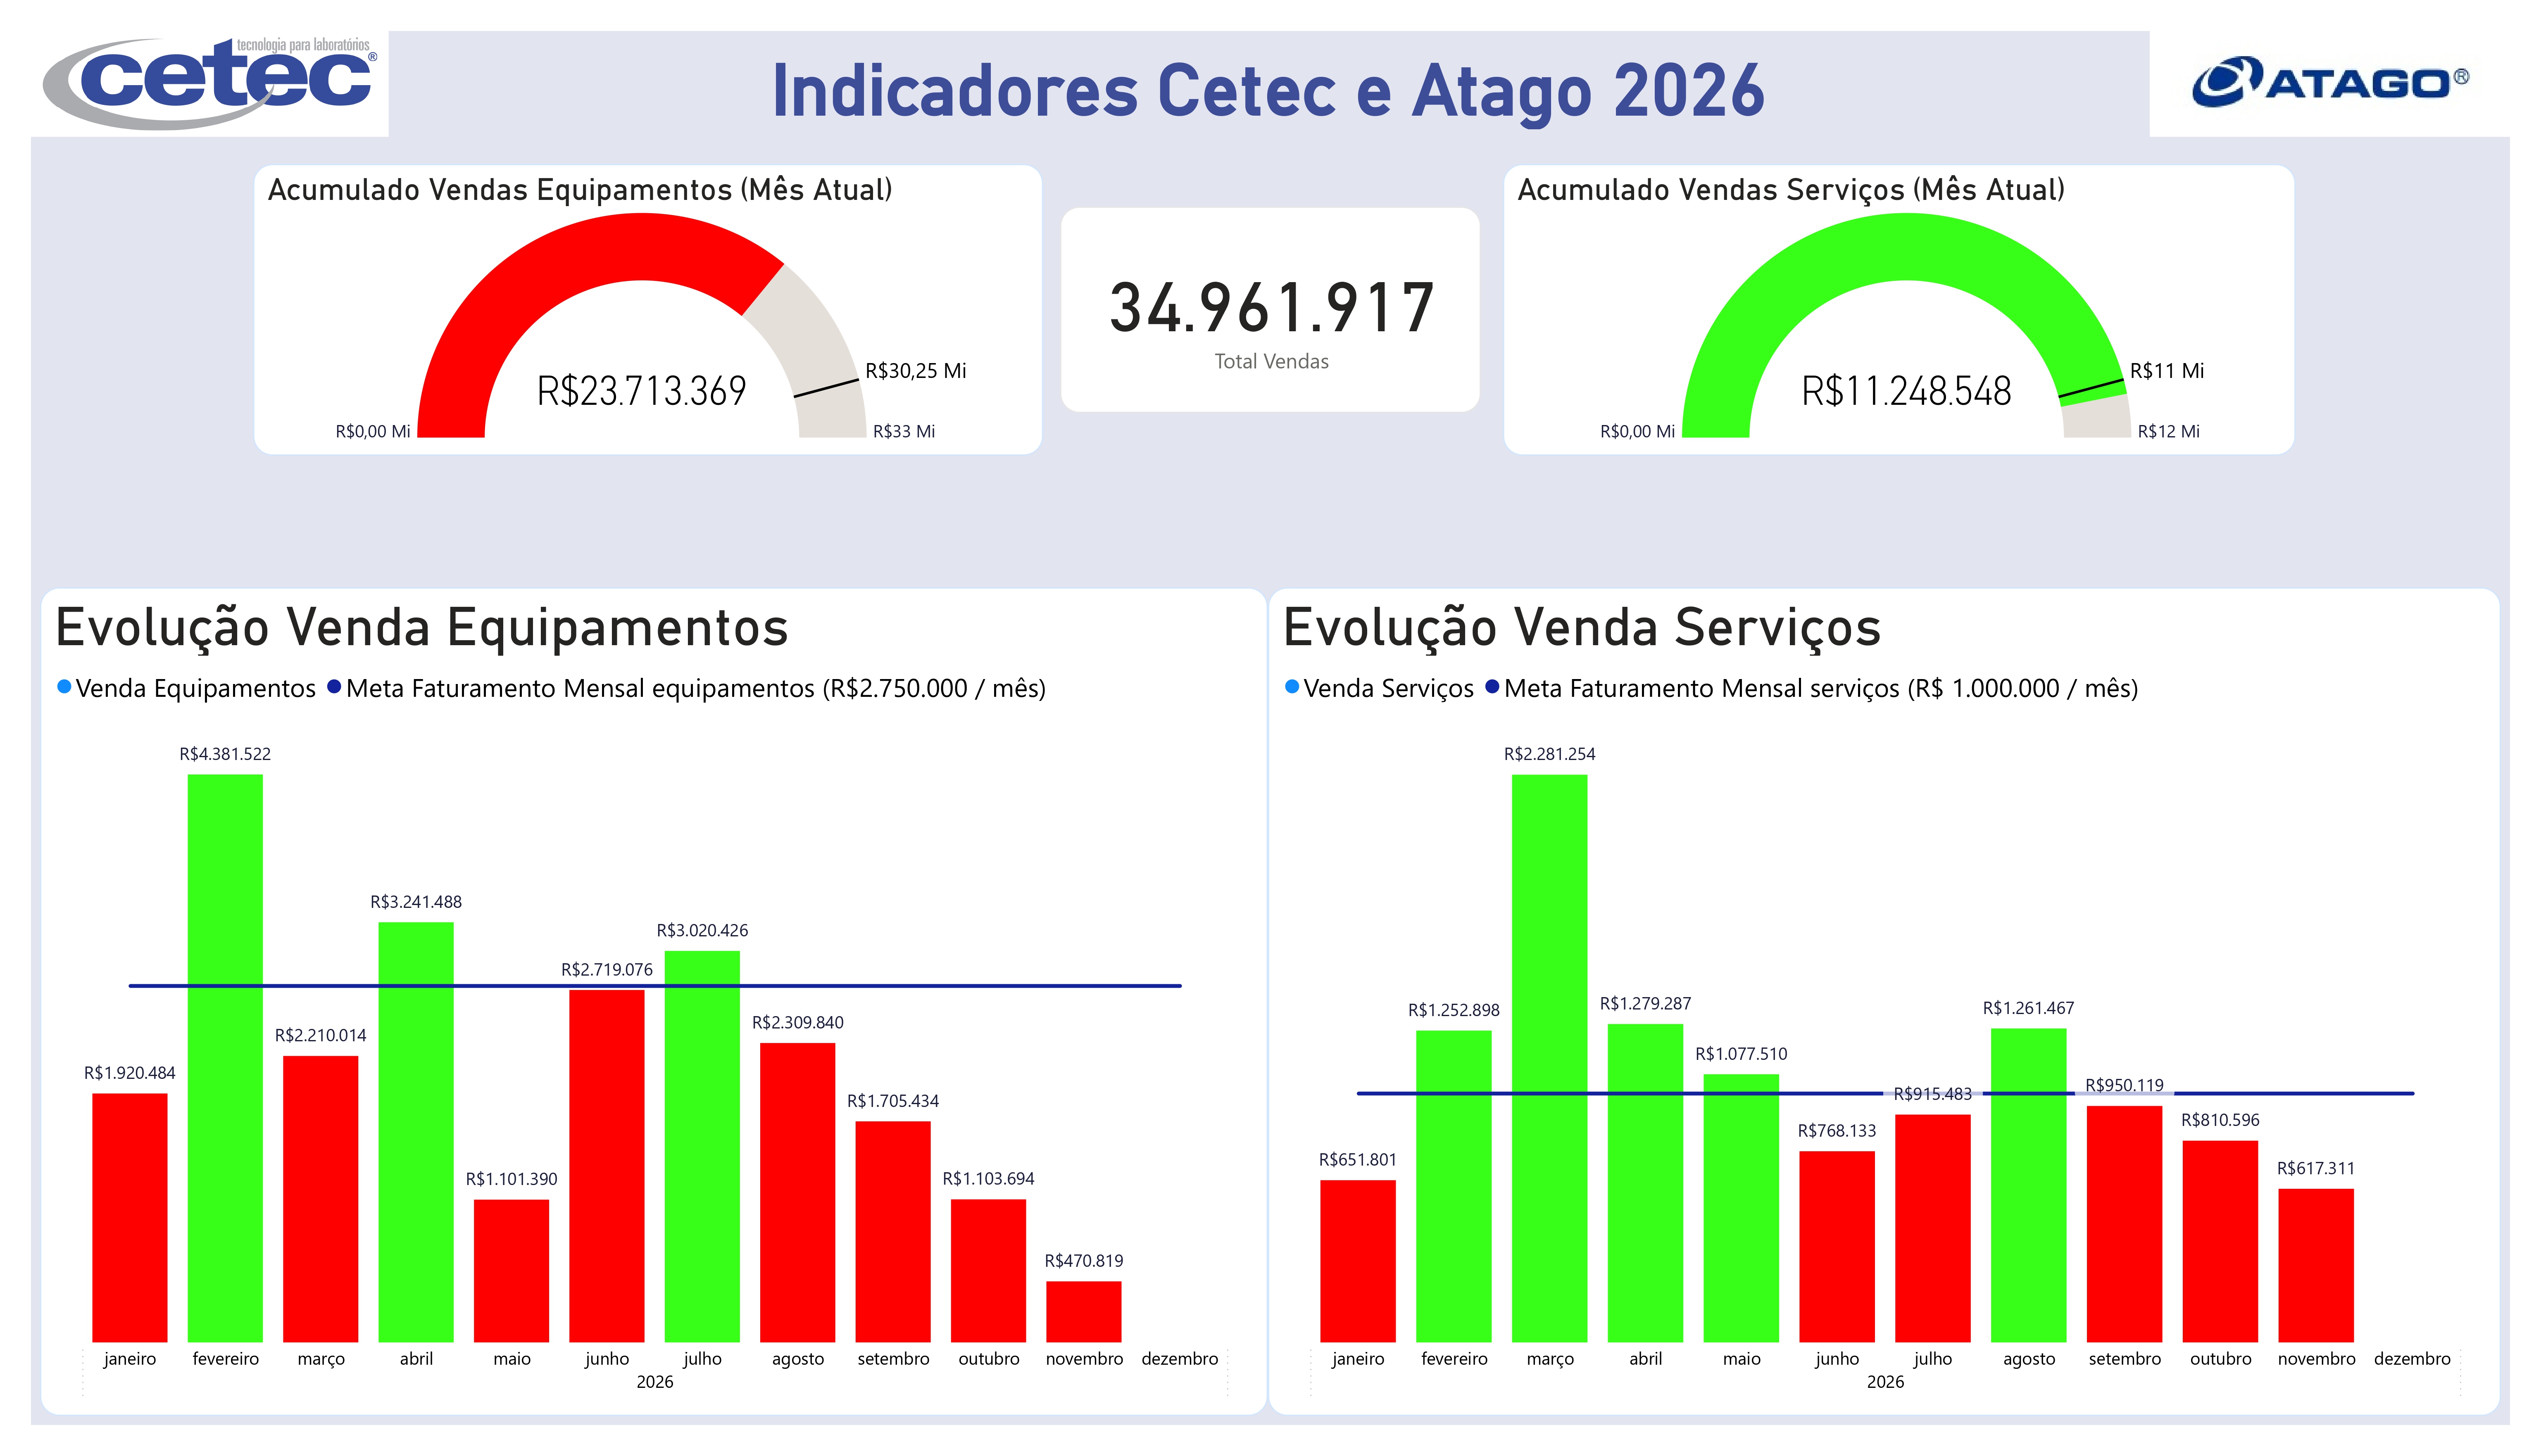 tecnologia para laboratórios
cetec®
Indicadores Cetec e Atago 2026
ATAGO®
Acumulado Vendas Equipamentos (Mês Atual)
R$30,25 Mi
R$23.713.369
R$0,00 Mi
R$33 Mi
34.961.917
Total Vendas
Acumulado Vendas Serviços (Mês Atual)
R$11 Mi
R$11.248.548
R$0,00 Mi
R$12 Mi
Evolução Venda Equipamentos
Venda Equipamentos Meta Faturamento Mensal equipamentos (R$2.750.000 / mês)
R$4.381.522
R$3.241.488
R$3.020.426
R$2.719.076
R$2.309.840
R$2.210.014
R$1.920.484
R$1.705.434
R$1.101.390
R$1.103.694
R$470.819
janeiro fevereiro março abril maio junho julho agosto setembro outubro novembro dezembro
2026
Evolução Venda Serviços
Venda Serviços Meta Faturamento Mensal serviços (R$ 1.000.000 / mês)
R$2.281.254
R$1.279.287
R$1.261.467
R$1.252.898
R$1.077.510
R$950.119
R$915.483
R$810.596
R$768.133
R$651.801
R$617.311
janeiro fevereiro março abril maio junho julho agosto setembro outubro novembro dezembro
2026